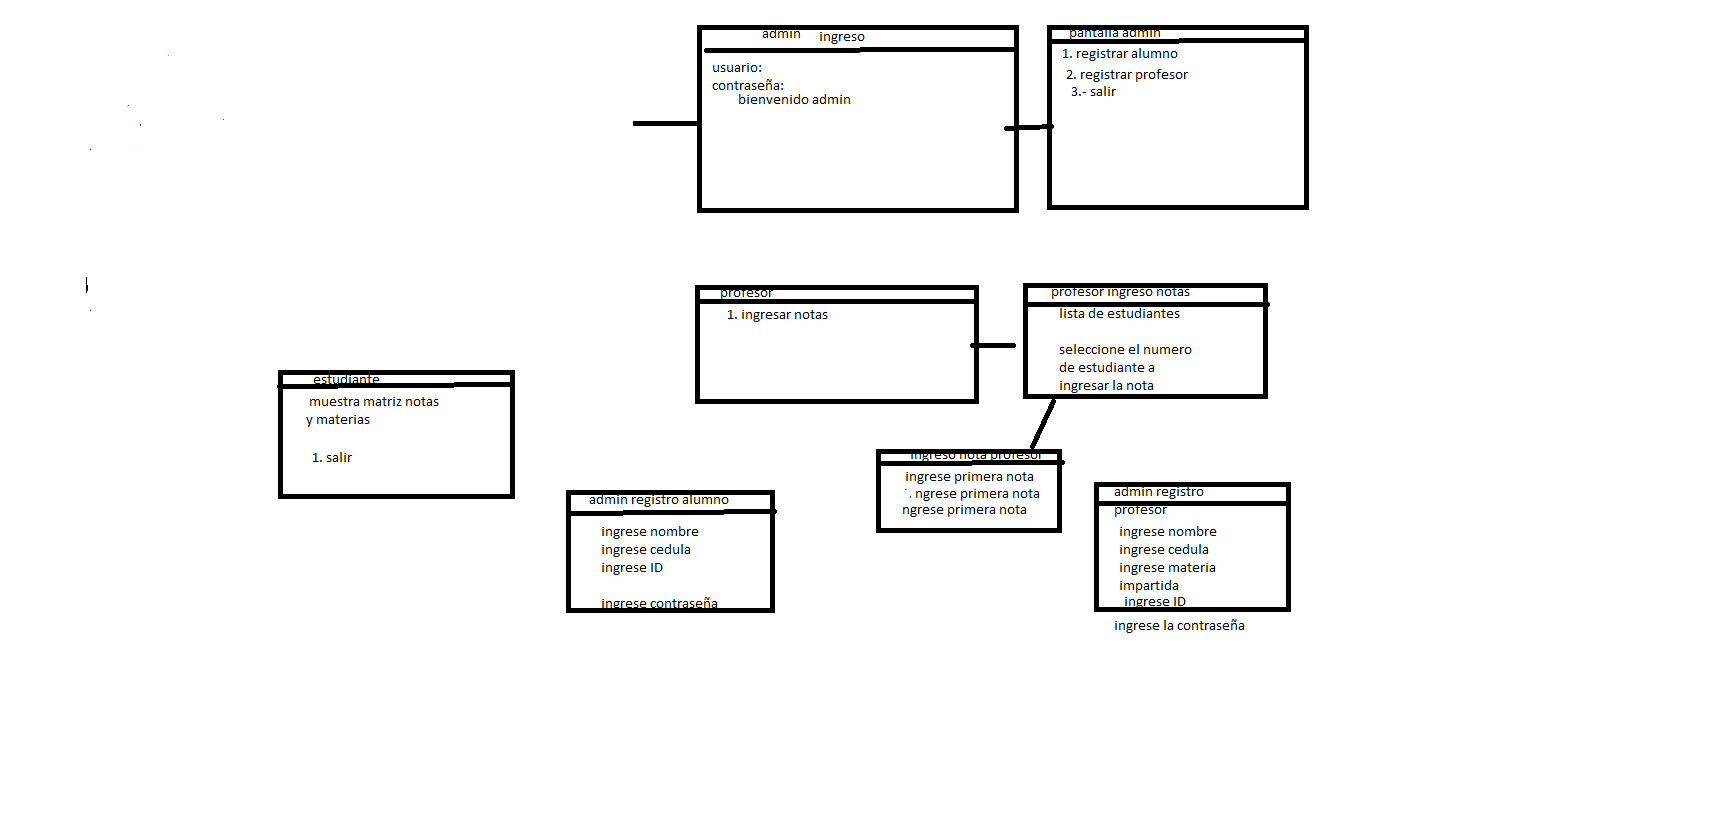 admin ingreso
usuario:
contraseña:
bienvenido admin
pantalla admin
1. registrar alumno
2. registrar profesor
3.- salir
profesor
1. ingresar notas
profesor ingreso notas
lista de estudiantes
seleccione el numero
de estudiante a
ingresar la nota
estudiante
muestra matriz notas
y materias
1. salir
ingreso nota profesor
ingrese primera nota
. ngrese primera nota
ngrese primera nota
admin registro alumno
ingrese nombre
ingrese cedula
ingrese ID
ingrese contraseña
admin registro
profesor
ingrese nombre
ingrese cedula
ingrese materia
impartida
ingrese ID
ingrese la contraseña